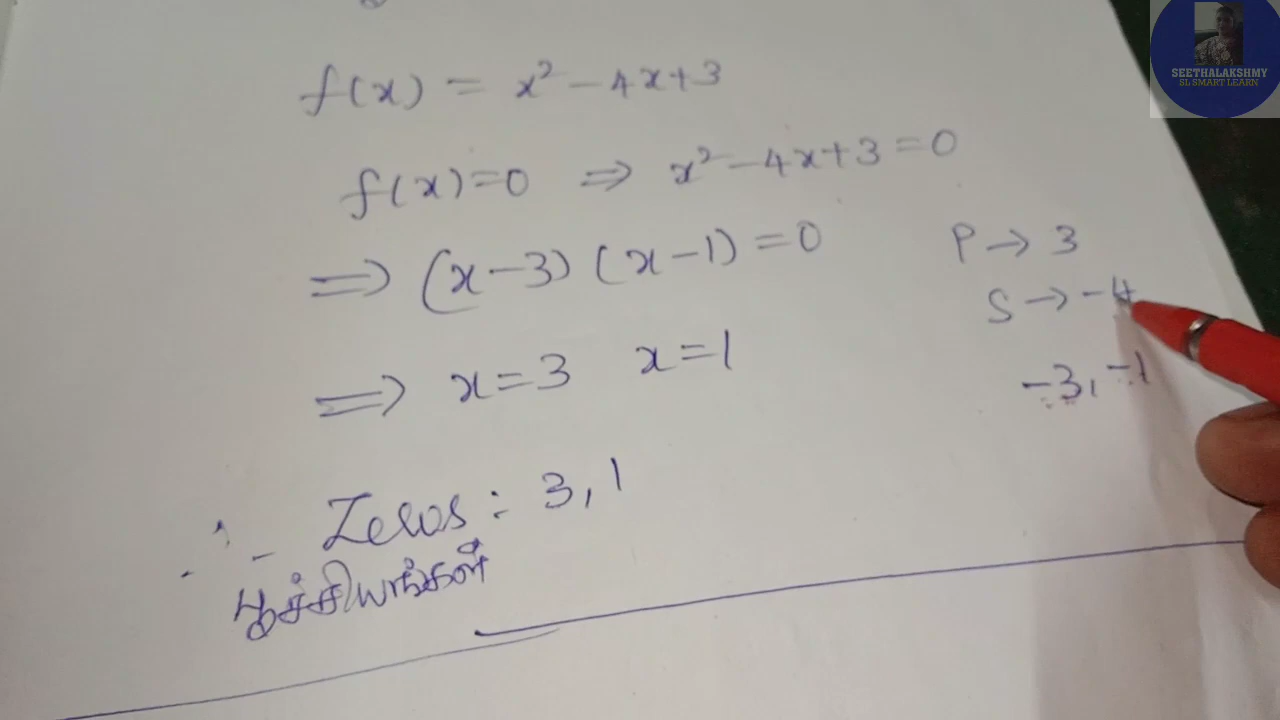 SEETHALAKSHMY
SL SMART LEARN
f(x) = x² - 4x + 3
f(x) = 0 ⇒ x² - 4x + 3 = 0
⇒ (x - 3) (x - 1) = 0
P → 3
S → -4
-3, -1
⇒ x = 3 x = 1
∴ Zeros : 3, 1
பூச்சியங்கள்